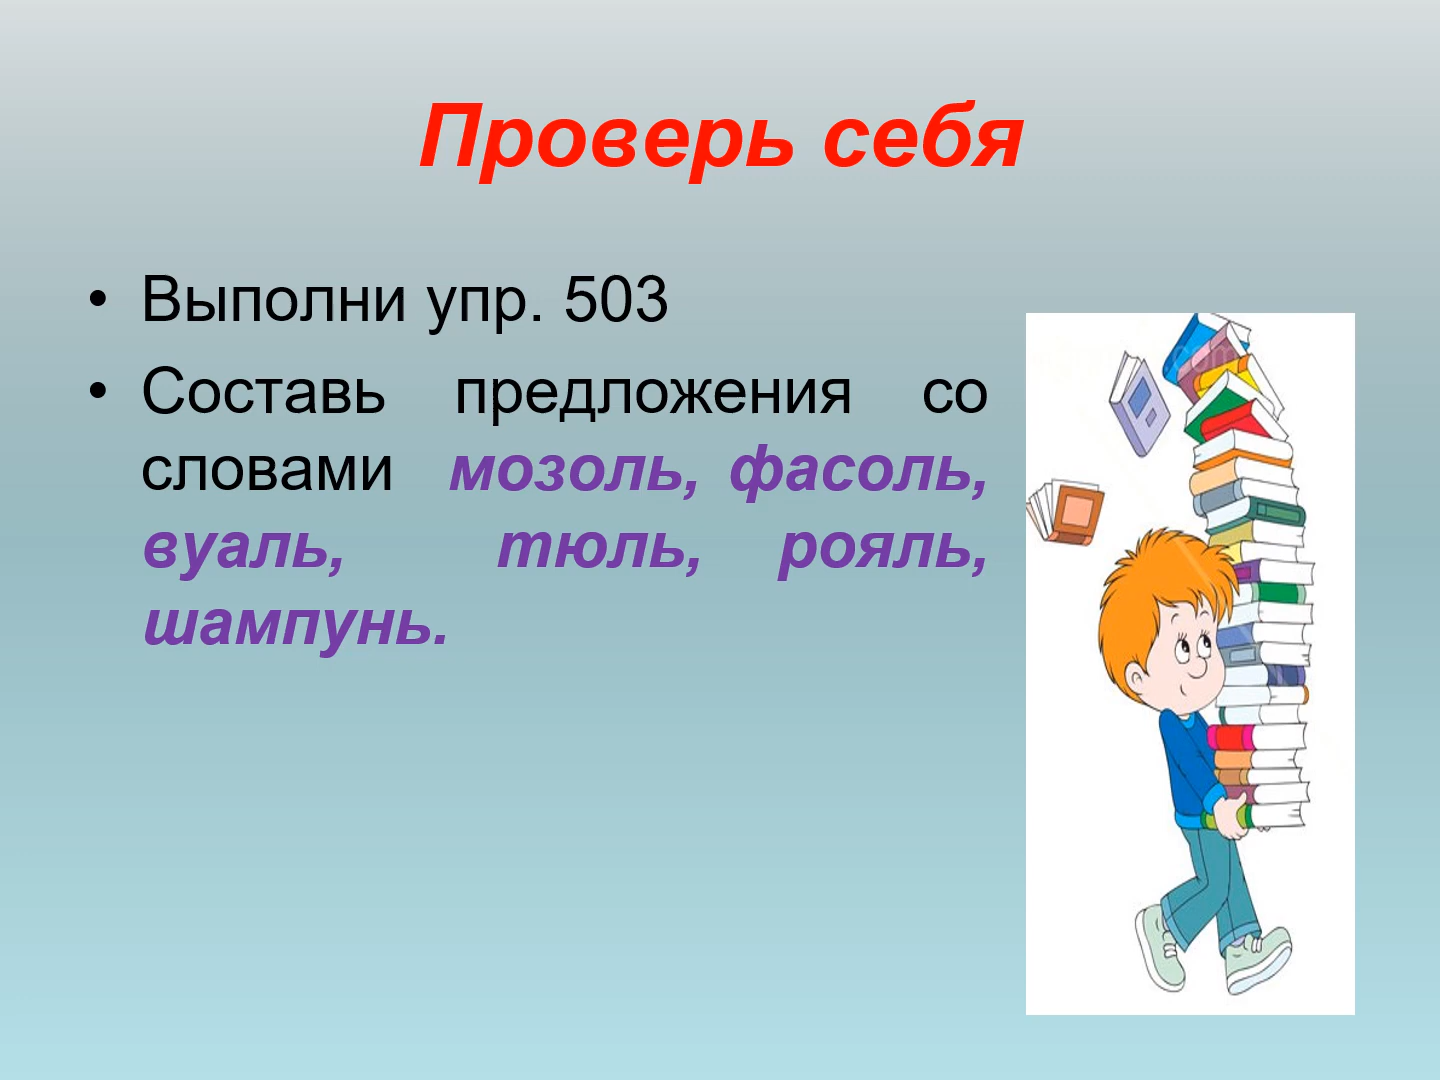 Проверь себя
• Выполни упр. 503
• Составь предложения со
словами мозоль, фасоль,
вуаль, тюль, рояль,
шампунь.